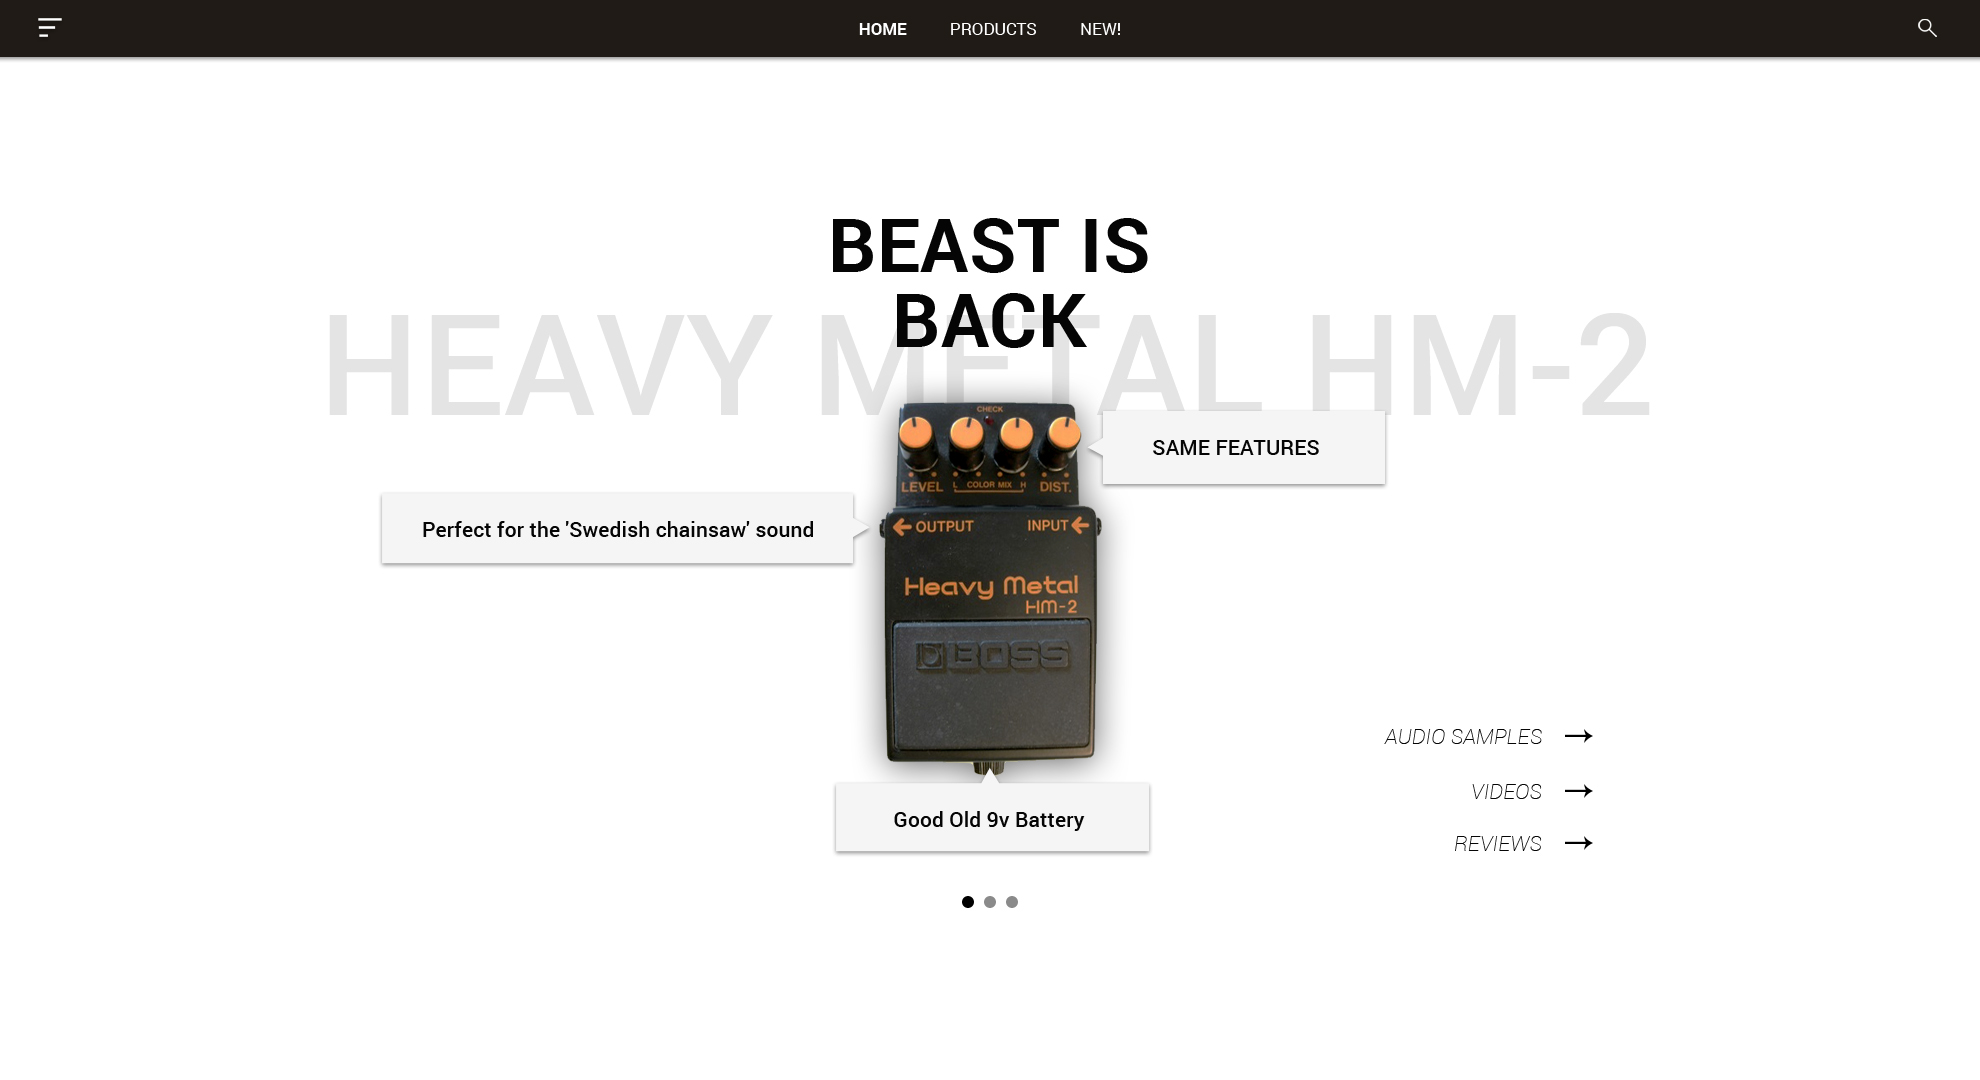 HOME PRODUCTS NEW!
BEAST IS
BACK
HEAVY METAL HM-2
CHECK
LEVEL L COLOR MIX H DIST.
SAME FEATURES
Perfect for the 'Swedish chainsaw' sound
OUTPUT INPUT
Heavy Metal
HM-2
BOSS
AUDIO SAMPLES
VIDEOS
REVIEWS
Good Old 9v Battery